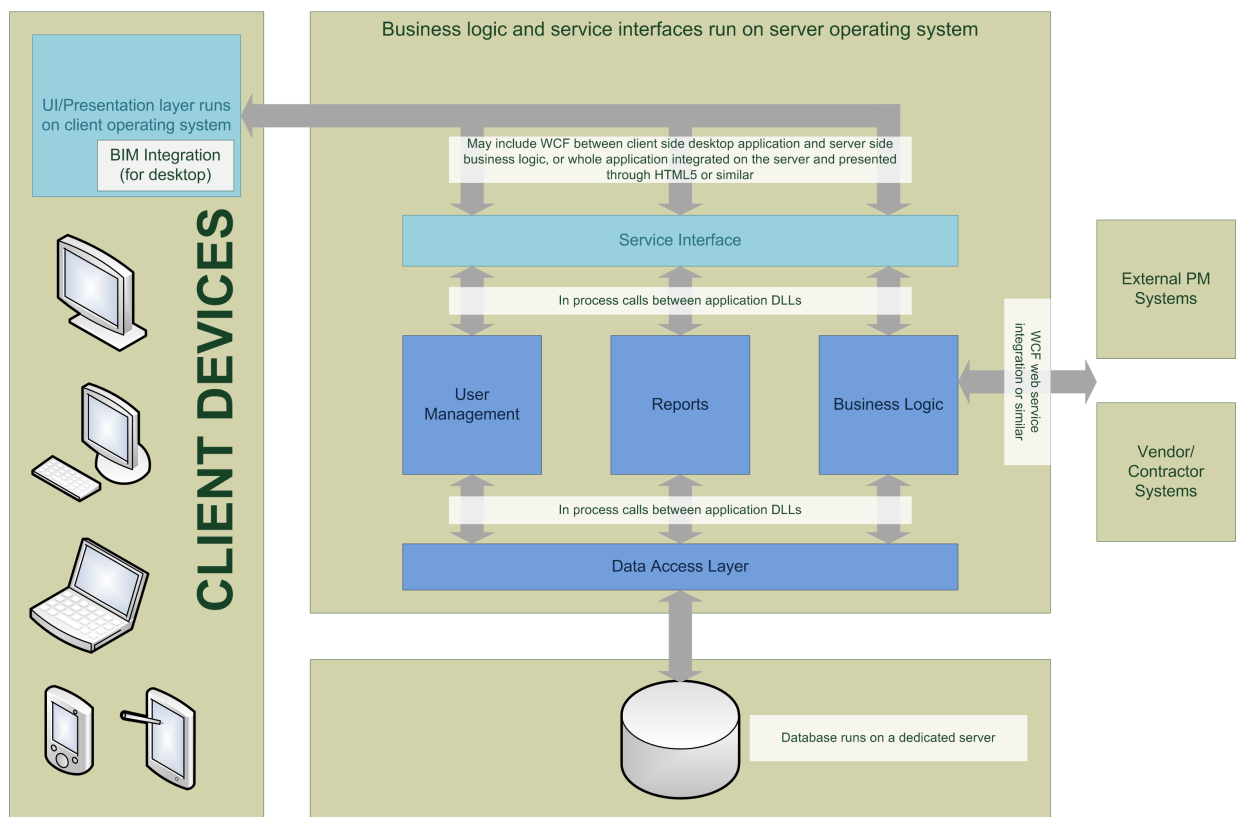 Business logic and service interfaces run on server operating system
UI/Presentation layer runs
on client operating system
BIM Integration
(for desktop)
CLIENT DEVICES
May include WCF between client side desktop application and server side
business logic, or whole application integrated on the server and presented
through HTML5 or similar
Service Interface
In process calls between application DLLs
User
Management
Reports
Business Logic
WCF web service
integration or similar
External PM
Systems
Vendor/
Contractor
Systems
In process calls between application DLLs
Data Access Layer
Database runs on a dedicated server